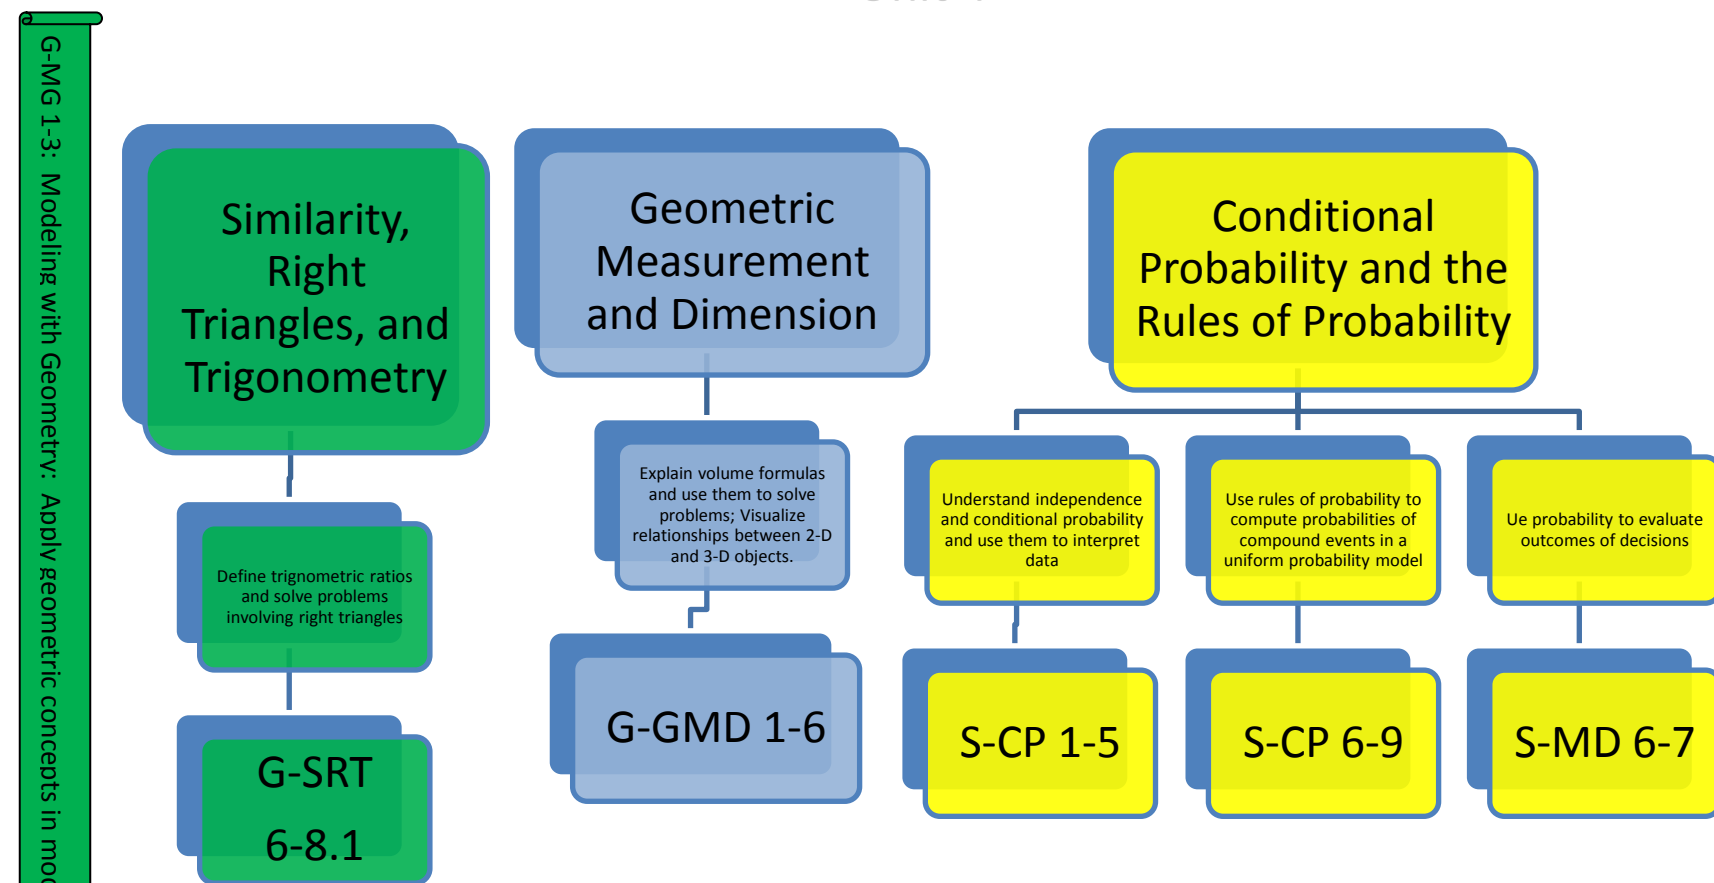 G-MG 1-3: Modeling with Geometry: Apply geometric concepts in
Similarity,
Right
Triangles, and
Trigonometry
Geometric
Measurement
and Dimension
Conditional
Probability and the
Rules of Probability
Define trignometric ratios
and solve problems
involving right triangles
Explain volume formulas
and use them to solve
problems; Visualize
relationships between 2-D
and 3-D objects.
Understand independence
and conditional probability
and use them to interpret
data
Use rules of probability to
compute probabilities of
compound events in a
uniform probability model
Ue probability to evaluate
outcomes of decisions
G-SRT
6-8.1
G-GMD 1-6
S-CP 1-5
S-CP 6-9
S-MD 6-7